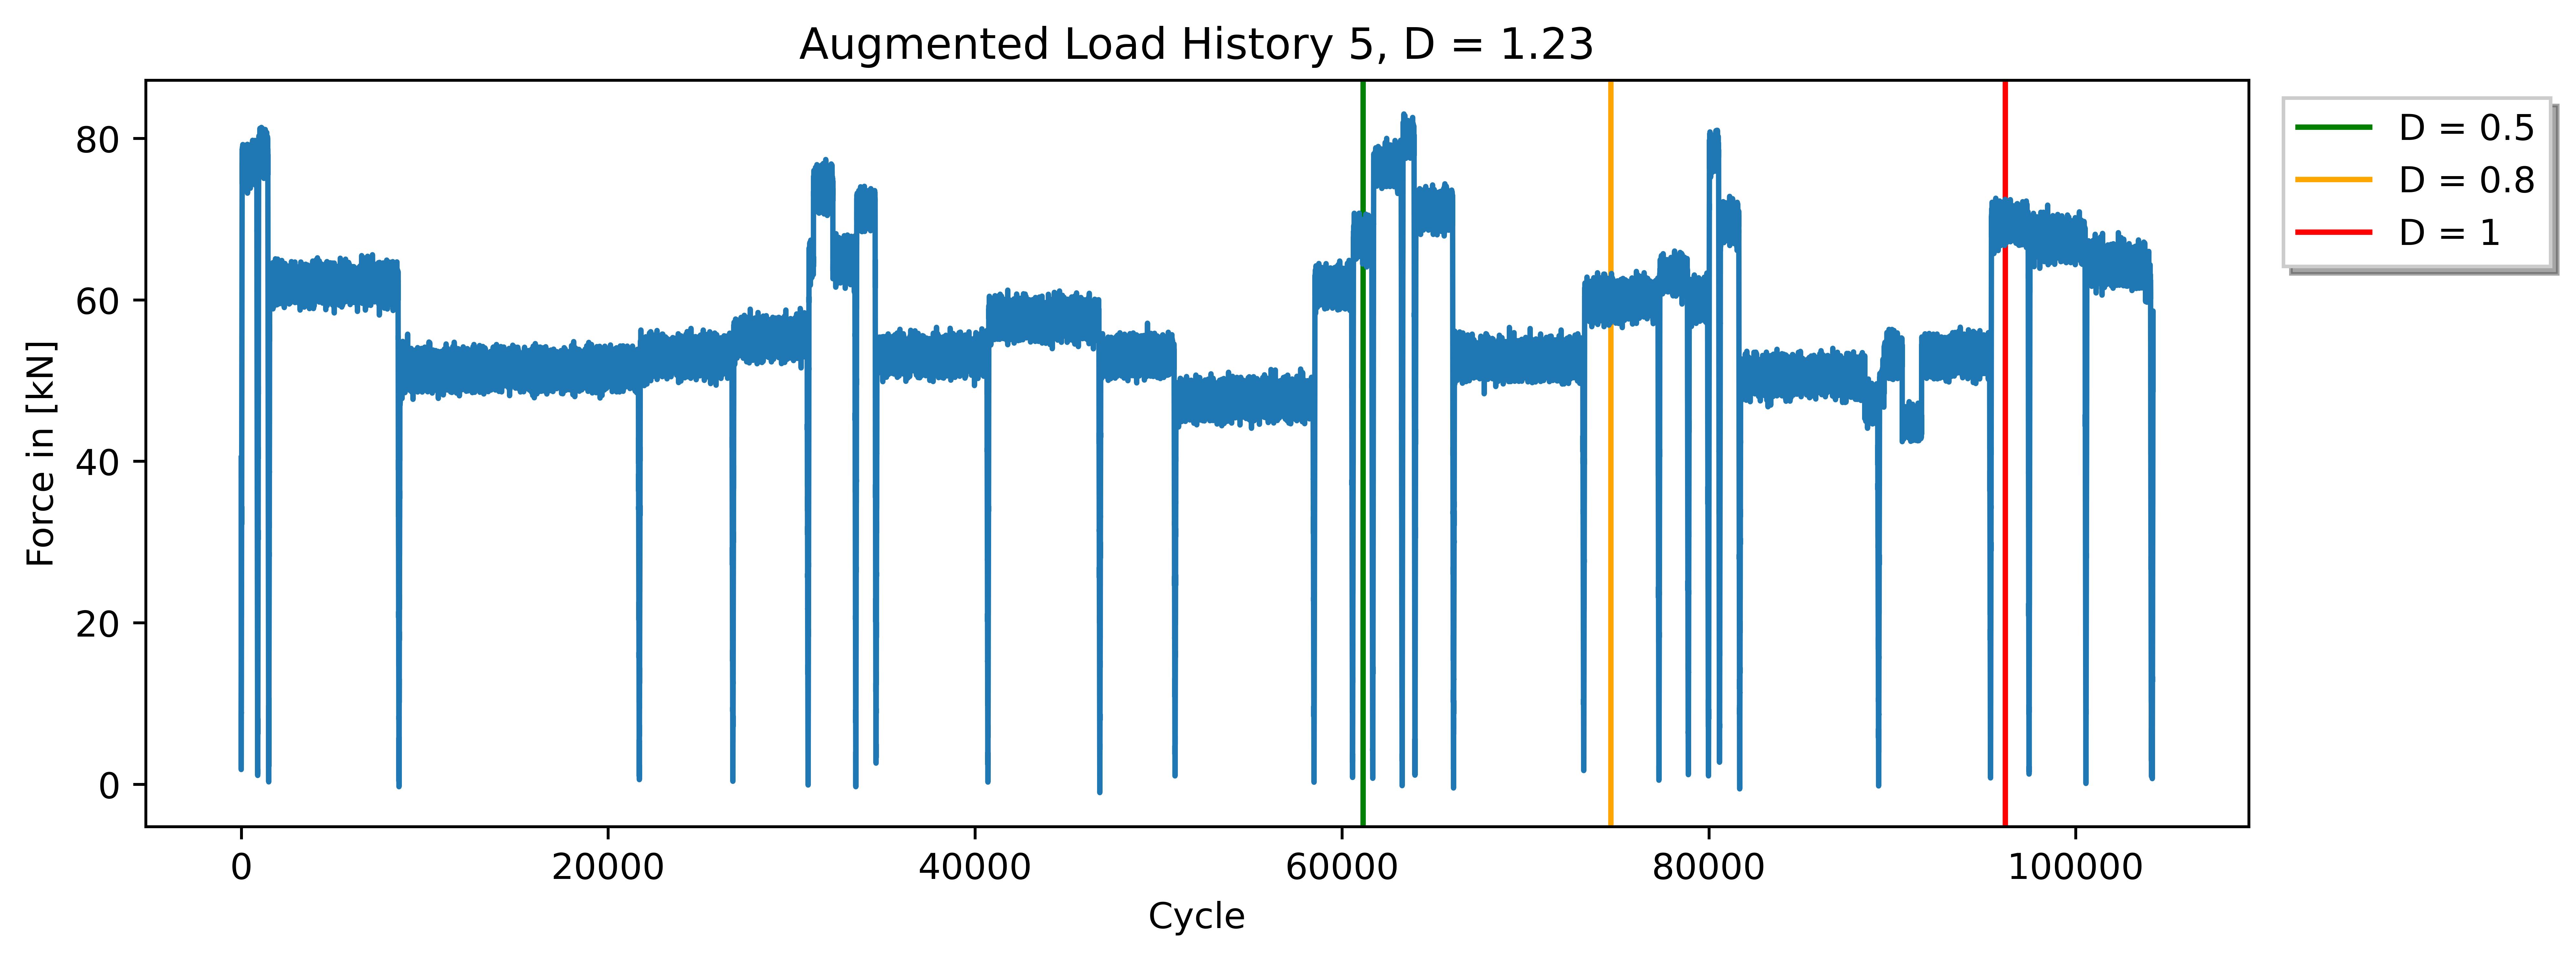 Augmented Load History 5, D = 1.23
D = 0.5
D = 0.8
D = 1
80
60
40
20
0
Force in [kN]
0 20000 40000 60000 80000 100000
Cycle